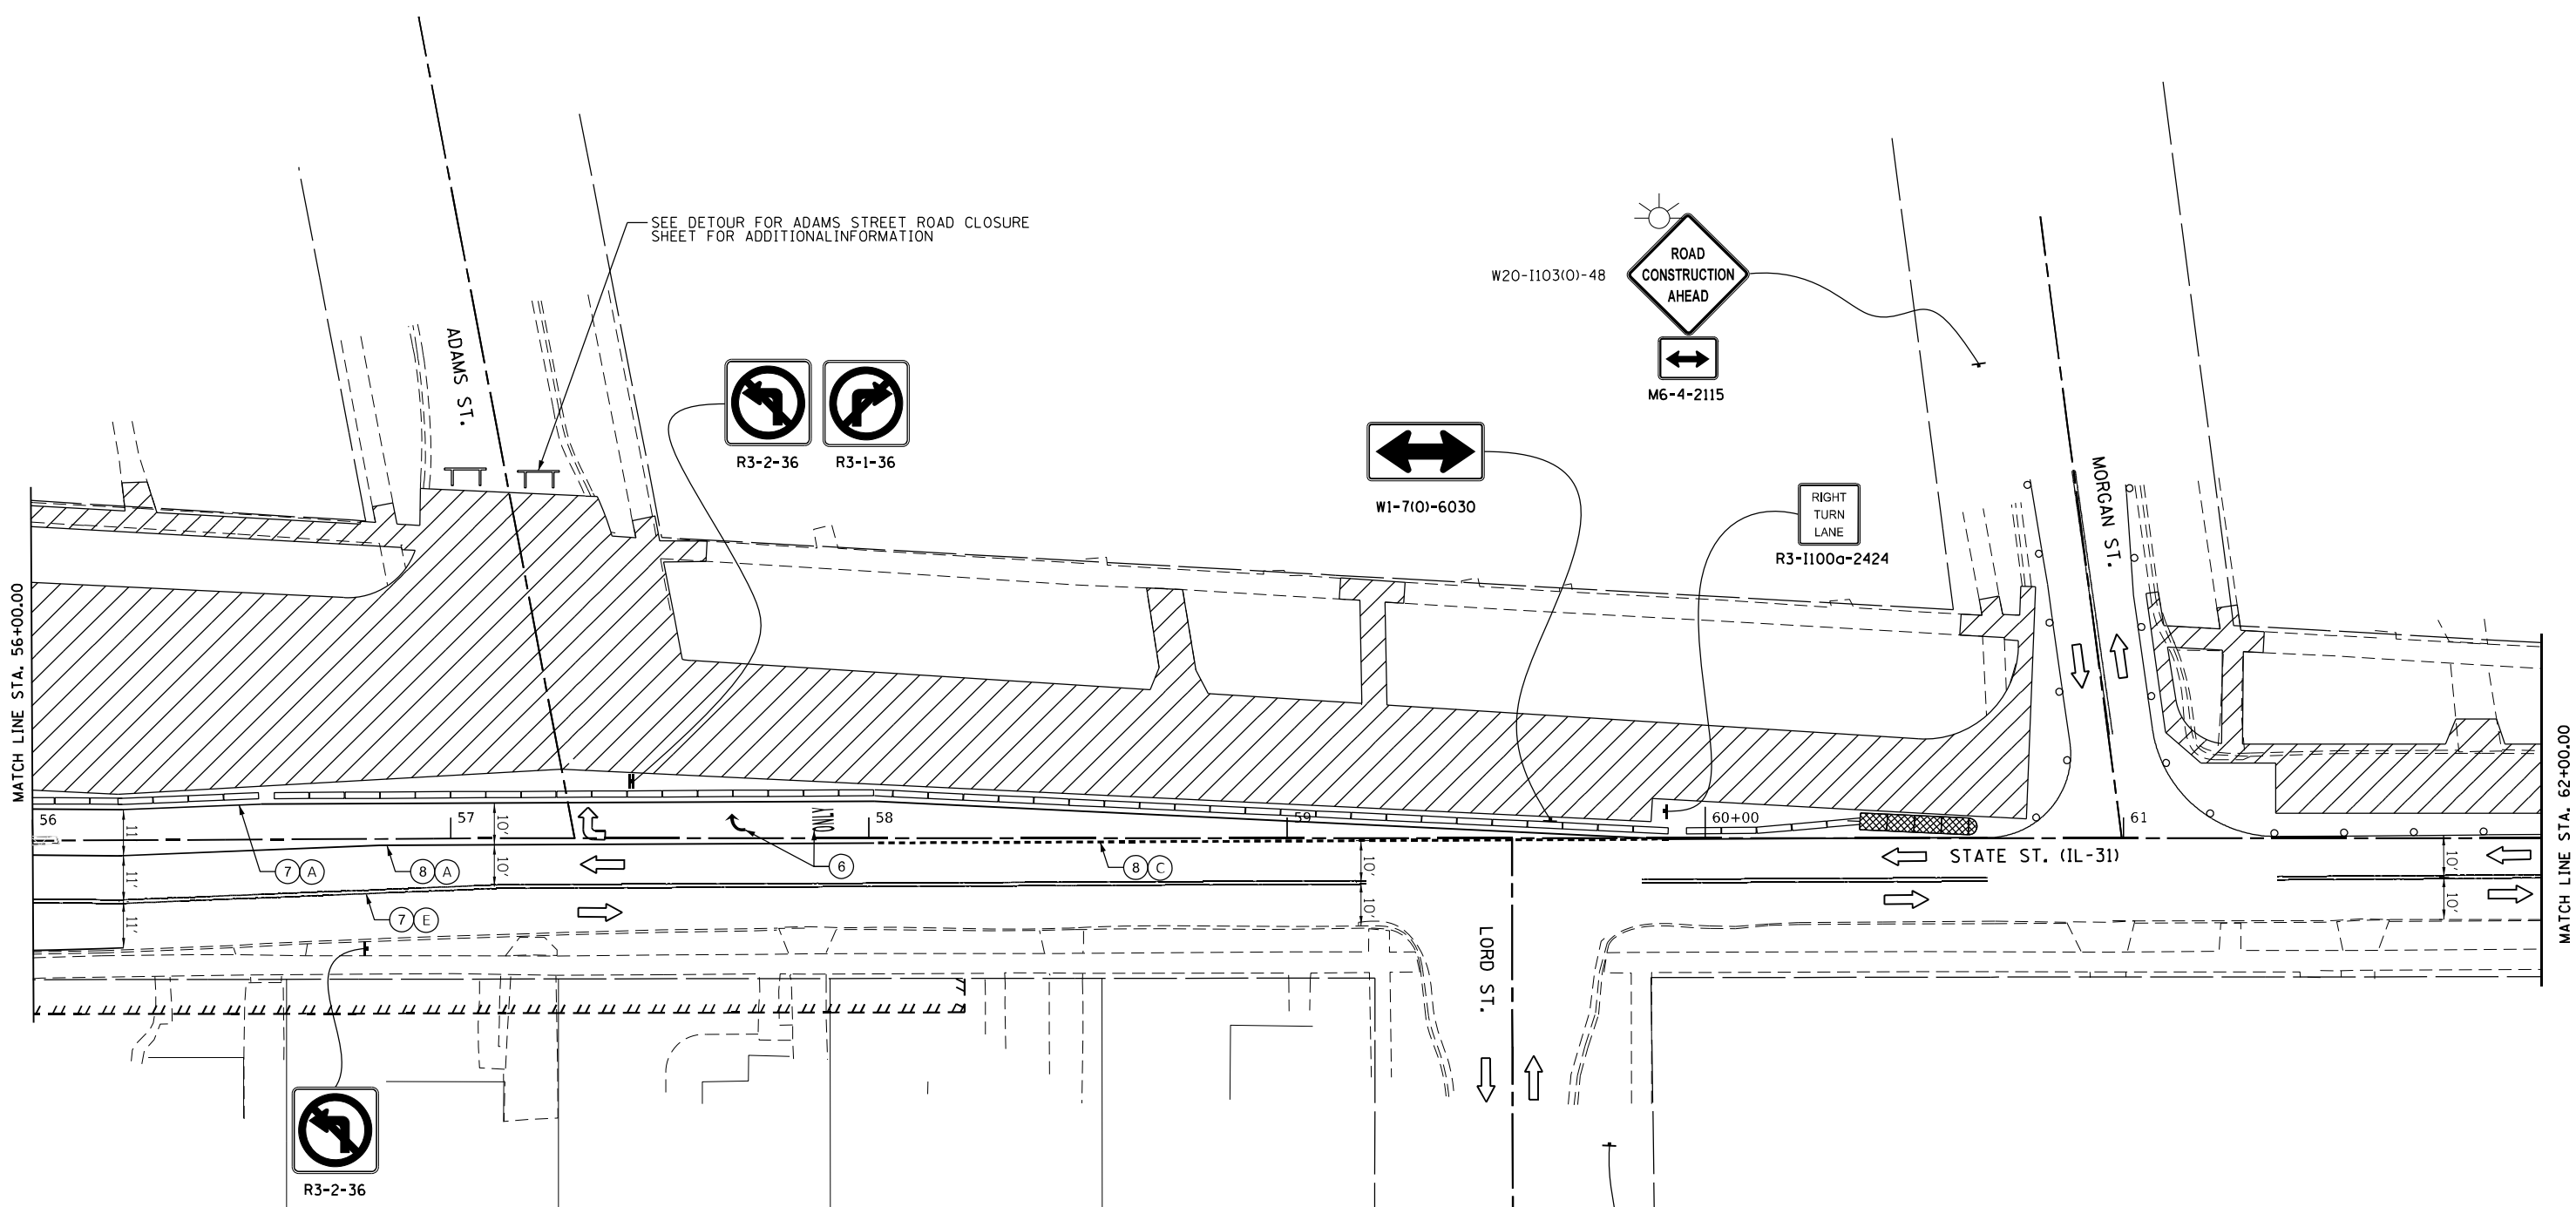 SEE DETOUR FOR ADAMS STREET ROAD CLOSURE
SHEET FOR ADDITIONALINFORMATION
ROAD
CONSTRUCTION
AHEAD
W20-I103(O)-48
M6-4-2115
ADAMS ST.
R3-2-36
R3-1-36
W1-7(O)-6030
RIGHT
TURN
LANE
R3-I100a-2424
MORGAN ST.
MATCH LINE STA. 56+00.00
MATCH LINE STA. 62+00.00
56
57
58
59
60+00
61
11'
11'
11'
10'
10'
ONLY
7 A
8 A
6
8 C
7 E
10'
10'
STATE ST. (IL-31)
10'
10'
LORD ST.
R3-2-36